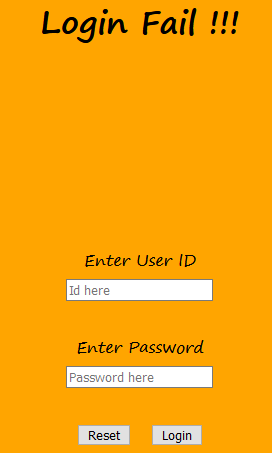 Login Fail !!!
Enter User ID
Id here
Enter Password
Password here
Reset Login